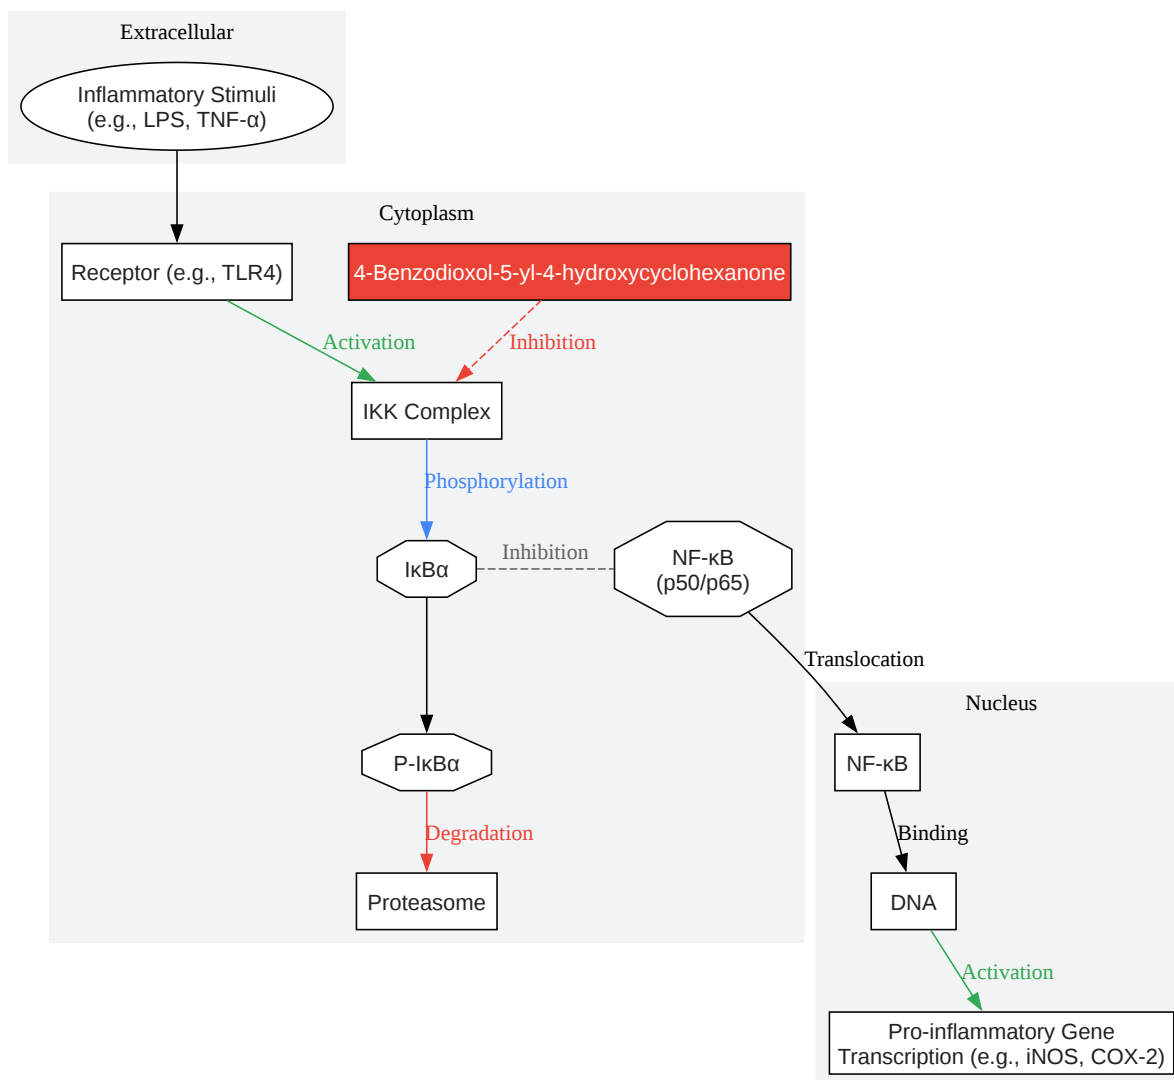 Extracellular
Inflammatory Stimuli
(e.g., LPS, TNF-α)
Cytoplasm
Receptor (e.g., TLR4)
4-Benzodioxol-5-yl-4-hydroxycyclohexanone
Activation
Inhibition
IKK Complex
Phosphorylation
IκBα
Inhibition
NF-κB
(p50/p65)
Translocation
Nucleus
P-IκBα
NF-κB
Degradation
Binding
Proteasome
DNA
Activation
Pro-inflammatory Gene
Transcription (e.g., iNOS, COX-2)